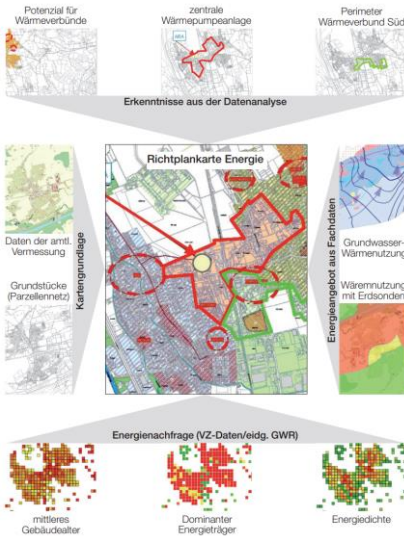 Potenzial für
Wärmeverbünde
zentrale
Wärmepumpeanlage
Perimeter
Wärmeverbund Süd
Erkenntnisse aus der Datenanalyse
Richtplankarte Energie
Daten der amtl.
Vermessung
Grundstücke
(Parzellennetz)
Kartengrundlage
Energieangebot aus Fachdaten
Grundwasser-
Wärmenutzung
Wäremnutzung
mit Erdsonden
Energienachfrage (VZ-Daten/eidg. GWR)
mittleres
Gebäudealter
Dominanter
Energieträger
Energiedichte